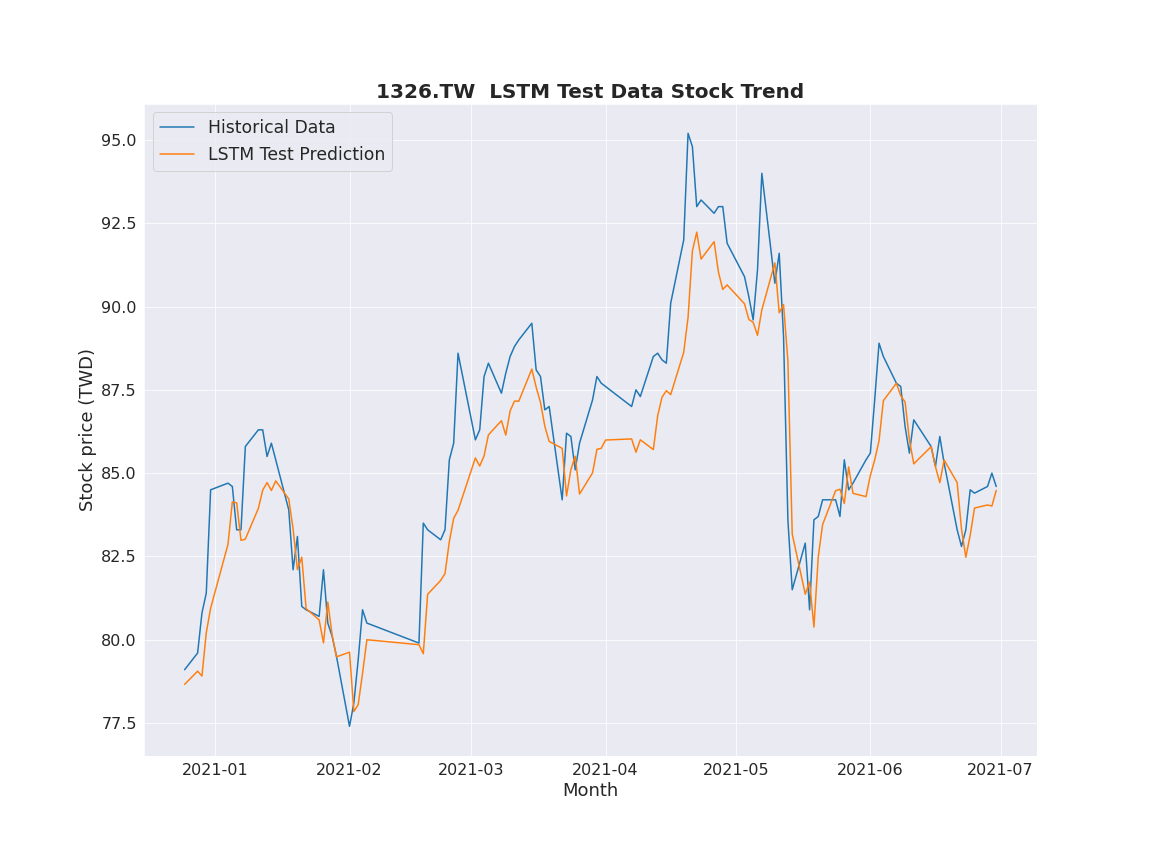 1326.TW  LSTM Test Data Stock Trend
Historical Data
LSTM Test Prediction
95.0
92.5
90.0
87.5
85.0
82.5
80.0
77.5
Stock price (TWD)
2021-01 2021-02 2021-03 2021-04 2021-05 2021-06 2021-07
Month